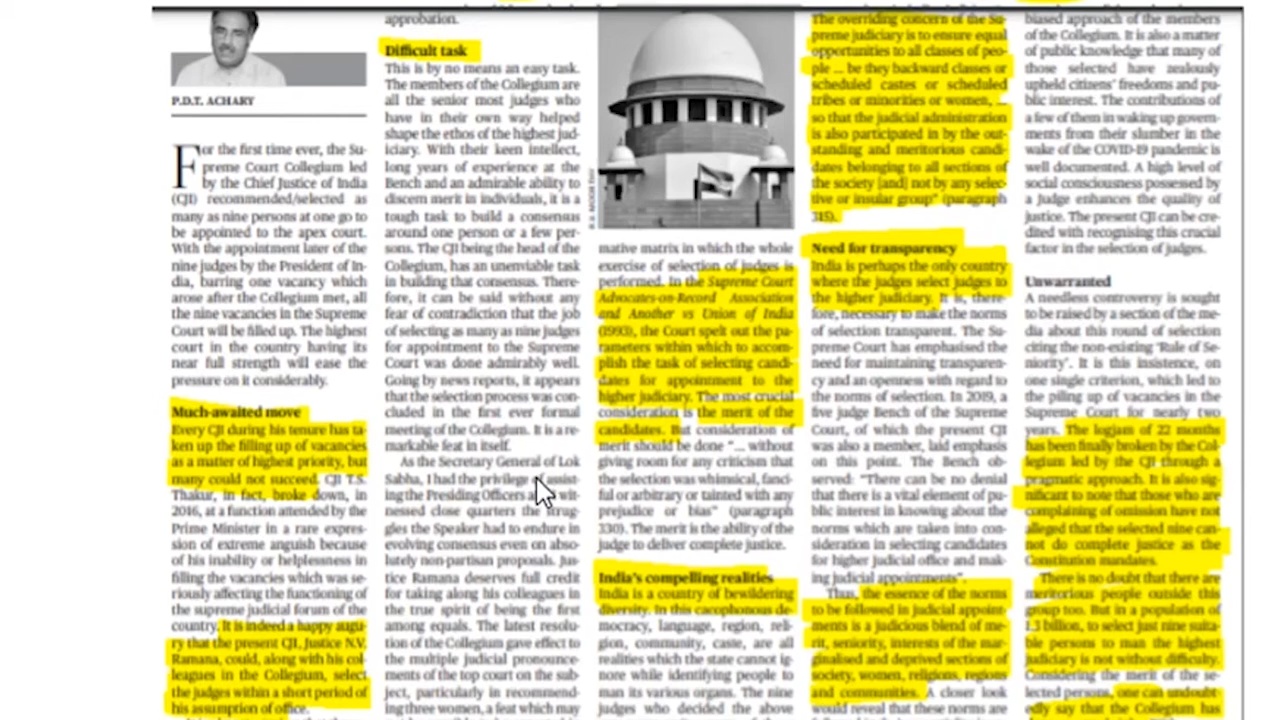 P.D.T. ACHARY
For the first time ever, the Su-
preme Court Collegium led
by the Chief Justice of India
(CJI) recommended/selected as
many as nine persons at one go to
be appointed to the apex court.
With the appointment later of the
nine judges by the President of In-
dia, barring one vacancy which
arose after the Collegium met, all
the nine vacancies in the Supreme
Court will be filled up. The highest
court in the country having its
near full strength will ease the
pressure on it considerably.
Much-awaited move
Every CJI during his tenure has ta-
ken up the filling up of vacancies
as a matter of highest priority, but
many could not succeed. CJI T.S.
Thakur, in fact, broke down, in
2016, at a function attended by the
Prime Minister in a rare expres-
sion of extreme anguish because
of his inability or helplessness in
filling the vacancies which was se-
riously affecting the functioning of
the supreme judicial forum of the
country. It is indeed a happy augu-
ry that the present CJI, Justice N.V.
Ramana, could, along with his col-
leagues in the Collegium, select
the judges within a short period of
his assumption of office.
approbation.
Difficult task
This is by no means an easy task.
The members of the Collegium are
all the senior most judges who
have in their own way helped
shape the ethos of the highest jud-
iciary. With their keen intellect,
long years of experience at the
Bench and an admirable ability to
discern merit in individuals, it is a
tough task to build a consensus
around one person or a few per-
sons. The CJI being the head of the
Collegium, has an unenviable task
in building that consensus. There-
fore, it can be said without any
fear of contradiction that the job
of selecting as many as nine judges
for appointment to the Supreme
Court was done admirably well.
Going by news reports, it appears
that the selection process was con-
cluded in the first ever formal
meeting of the Collegium. It is a re-
markable feat in itself.
As the Secretary General of Lok
Sabha, I had the privilege of assist-
ing the Presiding Officers and wit-
nessed close quarters the strug-
gles the Speaker had to endure in
evolving consensus even on abso-
lutely non-partisan proposals. Jus-
tice Ramana deserves full credit
for taking along his colleagues in
the true spirit of being the first
among equals. The latest resolu-
tion of the Collegium gave effect to
the multiple judicial pronounce-
ments of the top court on the sub-
ject, particularly in recommend-
ing three women, a feat which may
mative matrix in which the whole
exercise of selection of judges is
performed. In the Supreme Court
Advocates-on-Record Association
and Another vs Union of India
(1993), the Court spelt out the pa-
rameters within which to accom-
plish the task of selecting candi-
dates for appointment to the
higher judiciary. The most crucial
consideration is the merit of the
candidates. But consideration of
merit should be done "... without
giving room for any criticism that
the selection was whimsical, fanci-
ful or arbitrary or tainted with any
prejudice or bias" (paragraph
330). The merit is the ability of the
judge to deliver complete justice.
India's compelling realities
India is a country of bewildering
diversity. In this cacophonous de-
mocracy, language, region, reli-
gion, community, caste, are all
realities which the state cannot ig-
nore while identifying people to
man its various organs. The nine
judges who decided the above
The overriding concern of the Su-
preme judiciary is to ensure equal
opportunities to all classes of peo-
ple ... be they backward classes or
scheduled castes or scheduled
tribes or minorities or women, ...
so that the judicial administration
is also participated in by the out-
standing and meritorious candi-
dates belonging to all sections of
the society [and] not by any selec-
tive or insular group" (paragraph
315).
Need for transparency
India is perhaps the only country
where the judges select judges to
the higher judiciary. It is, there-
fore, necessary to make the norms
of selection transparent. The Su-
preme Court has emphasised the
need for maintaining transparen-
cy and an openness with regard to
the norms of selection. In 2019, a
five judge Bench of the Supreme
Court, of which the present CJI
was also a member, laid emphasis
on this point. The Bench ob-
served: "There can be no denial
that there is a vital element of pu-
blic interest in knowing about the
norms which are taken into con-
sideration in selecting candidates
for higher judicial office and mak-
ing judicial appointments".
Thus, the essence of the norms
to be followed in judicial appoint-
ments is a judicious blend of me-
rit, seniority, interests of the mar-
ginalised and deprived sections of
society, women, religions, regions
and communities. A closer look
would reveal that these norms are
biased approach of the members
of the Collegium. It is also a matter
of public knowledge that many of
those selected have zealously
upheld citizens' freedoms and pu-
blic interest. The contributions of
a few of them in waking up govern-
ments from their slumber in the
wake of the COVID-19 pandemic is
well documented. A high level of
social consciousness possessed by
a judge enhances the quality of
justice. The present CJI can be cre-
dited with recognising this crucial
factor in the selection of judges.
Unwarranted
A needless controversy is sought
to be raised by a section of the me-
dia about this round of selection
citing the non-existing 'Rule of Se-
niority'. It is this insistence, on
one single criterion, which led to
the piling up of vacancies in the
Supreme Court for nearly two
years. The logjam of 22 months
has been finally broken by the Col-
legium led by the CJI through a
pragmatic approach. It is also sig-
nificant to note that those who are
complaining of omission have not
alleged that the selected nine can-
not do complete justice as the
Constitution mandates.
There is no doubt that there are
meritorious people outside this
group too. But in a population of
1.3 billion, to select just nine suita-
ble persons to man the highest
judiciary is not without difficulty.
Considering the merit of the se-
lected persons, one can undoubt-
edly say that the Collegium has